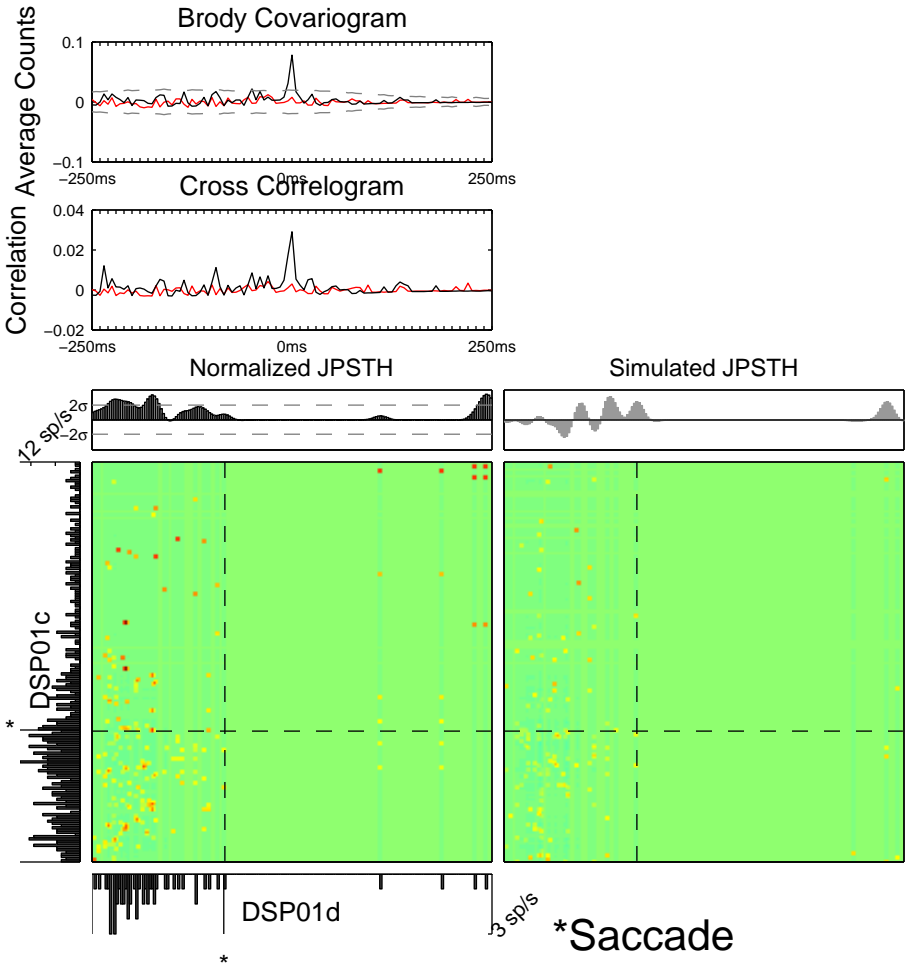 Brody Covariogram
Average Counts
0.1
0
−0.1
−250ms
0ms
250ms
Cross Correlogram
Correlation
0.04
0.02
0
−0.02
−250ms
0ms
250ms
Normalized JPSTH
Simulated JPSTH
2σ
−2σ
12 sp/s
DSP01c
*
DSP01d
3 sp/s
*
*Saccade